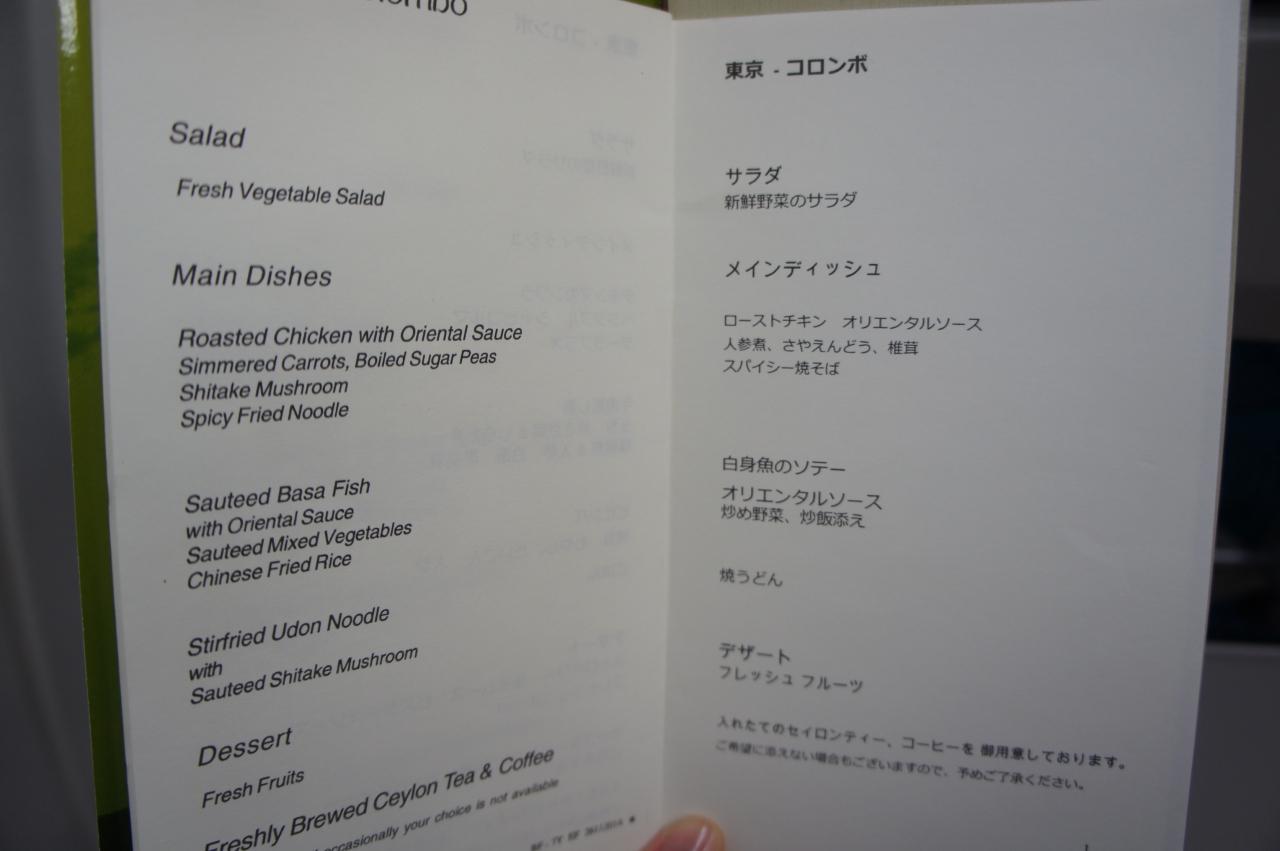 Salad
Fresh Vegetable Salad
Main Dishes
Roasted Chicken with Oriental Sauce
Simmered Carrots, Boiled Sugar Peas
Shitake Mushroom
Spicy Fried Noodle
Sauteed Basa Fish
with Oriental Sauce
Sauteed Mixed Vegetables
Chinese Fried Rice
Stirfried Udon Noodle
with
Sauteed Shitake Mushroom
Dessert
Fresh Fruits
Freshly Brewed Ceylon Tea & Coffee
occasionally your choice is not available
東京 - コロンボ
サラダ
新鮮野菜のサラダ
メインディッシュ
ローストチキン　オリエンタルソース
人参煮、さやえんどう、椎茸
スパイシー焼そば
白身魚のソテー
オリエンタルソース
炒め野菜、炒飯添え
焼うどん
デザート
フレッシュ フルーツ
入れたてのセイロンティー、コーヒーを 御用意しております。
ご希望に添えない場合もございますので、予めご了承ください。